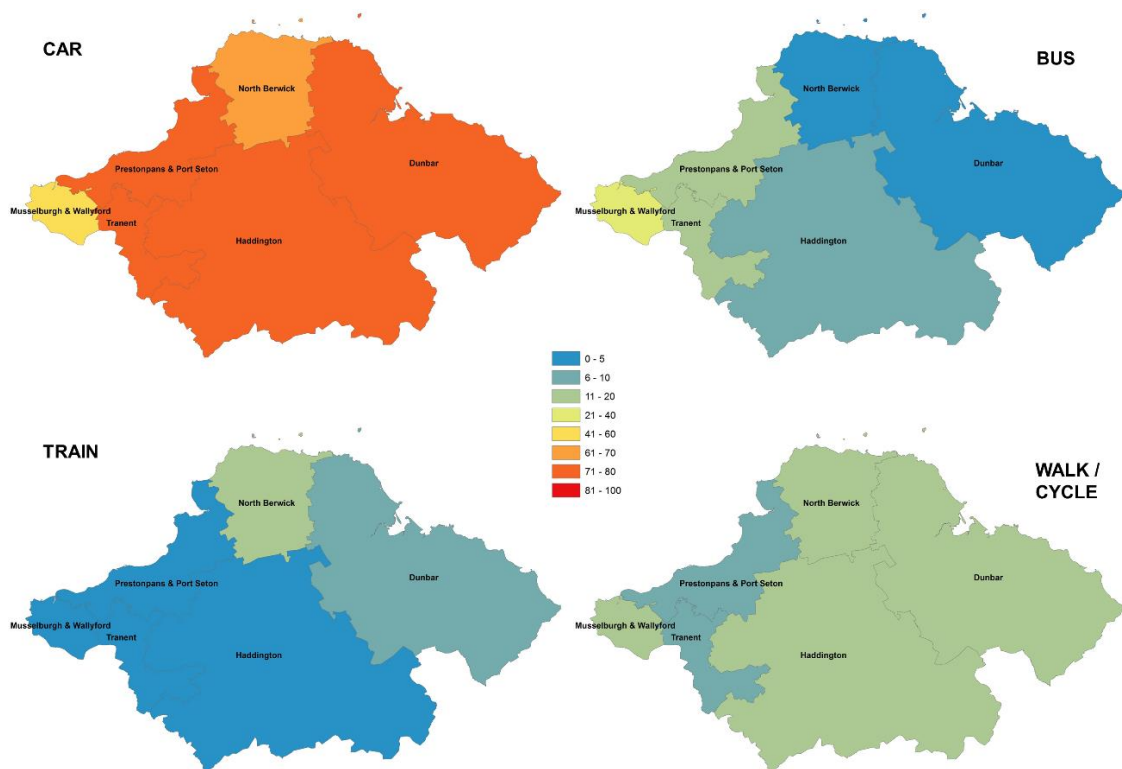 CAR
North Berwick
Prestonpans & Port Seton
Dunbar
Musselburgh & Wallyford
Tranent
Haddington
BUS
North Berwick
Prestonpans & Port Seton
Dunbar
Musselburgh & Wallyford
Tranent
Haddington
0 - 5
6 - 10
11 - 20
21 - 40
41 - 60
61 - 70
71 - 80
81 - 100
TRAIN
North Berwick
Prestonpans & Port Seton
Dunbar
Musselburgh & Wallyford
Tranent
Haddington
WALK /
CYCLE
North Berwick
Prestonpans & Port Seton
Dunbar
Musselburgh & Wallyford
Tranent
Haddington